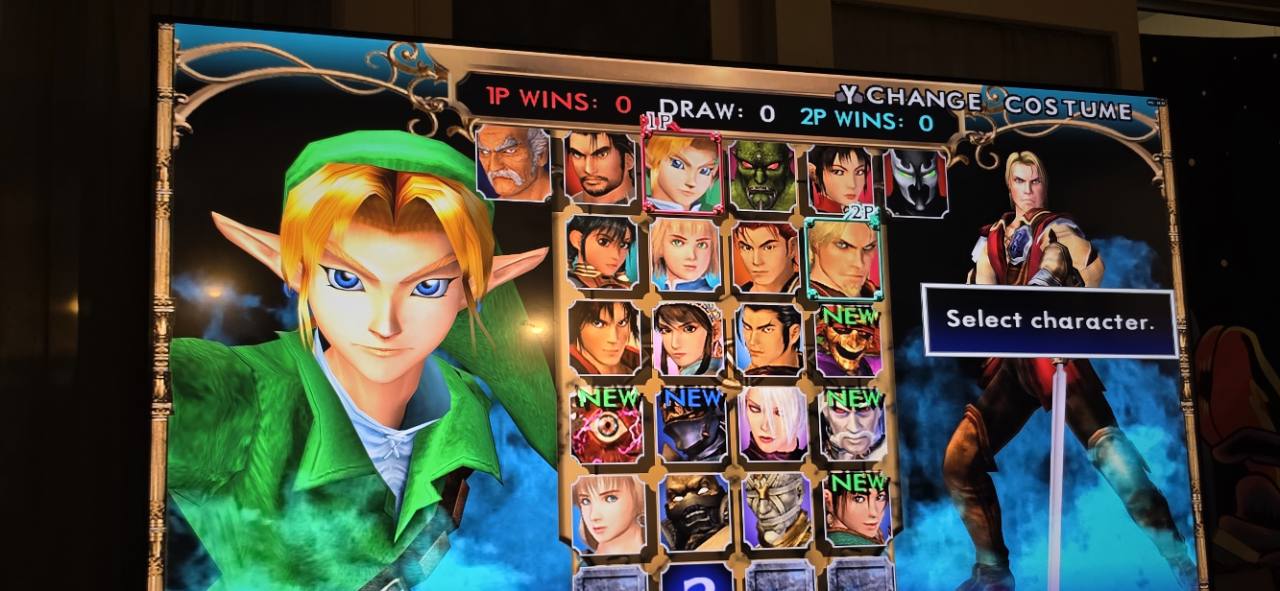 1P WINS: 0 DRAW: 0 2P WINS: 0
Y CHANGE COSTUME
1P
2P
Select character.
NEW
NEW
NEW
NEW
NEW
?